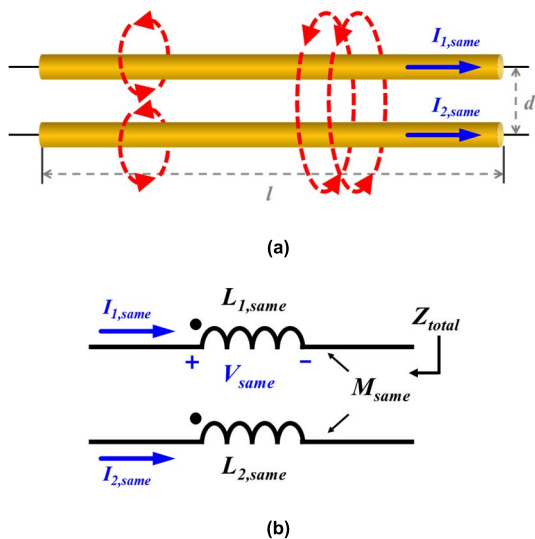 I1,same
I2,same
d
l
(a)
I1,same
L1,same
Ztotal
+ Vsame −
Msame
I2,same
L2,same
(b)